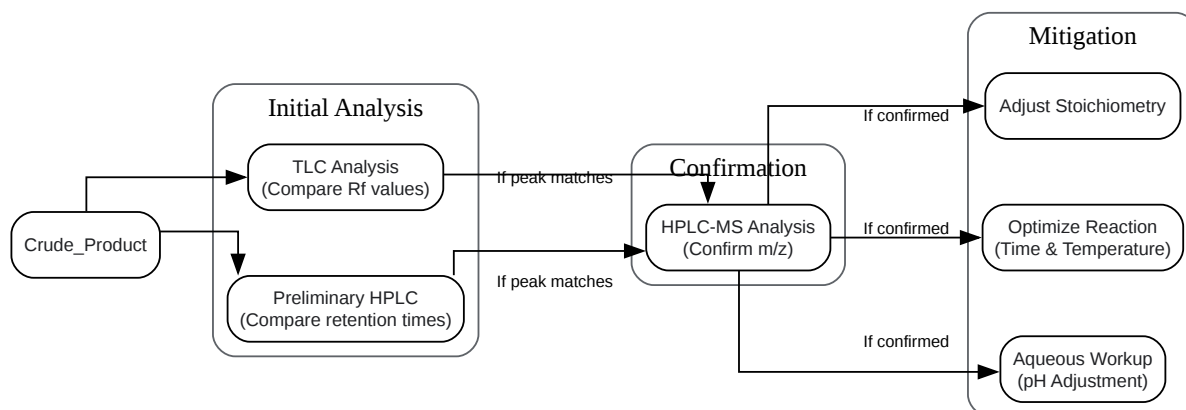 Mitigation
Initial Analysis
Adjust Stoichiometry
If confirmed
TLC Analysis
(Compare Rf values)
If peak matches
Confirmation
Crude_Product
HPLC-MS Analysis
(Confirm m/z)
If confirmed
Optimize Reaction
(Time & Temperature)
Preliminary HPLC
(Compare retention times)
If peak matches
If confirmed
Aqueous Workup
(pH Adjustment)